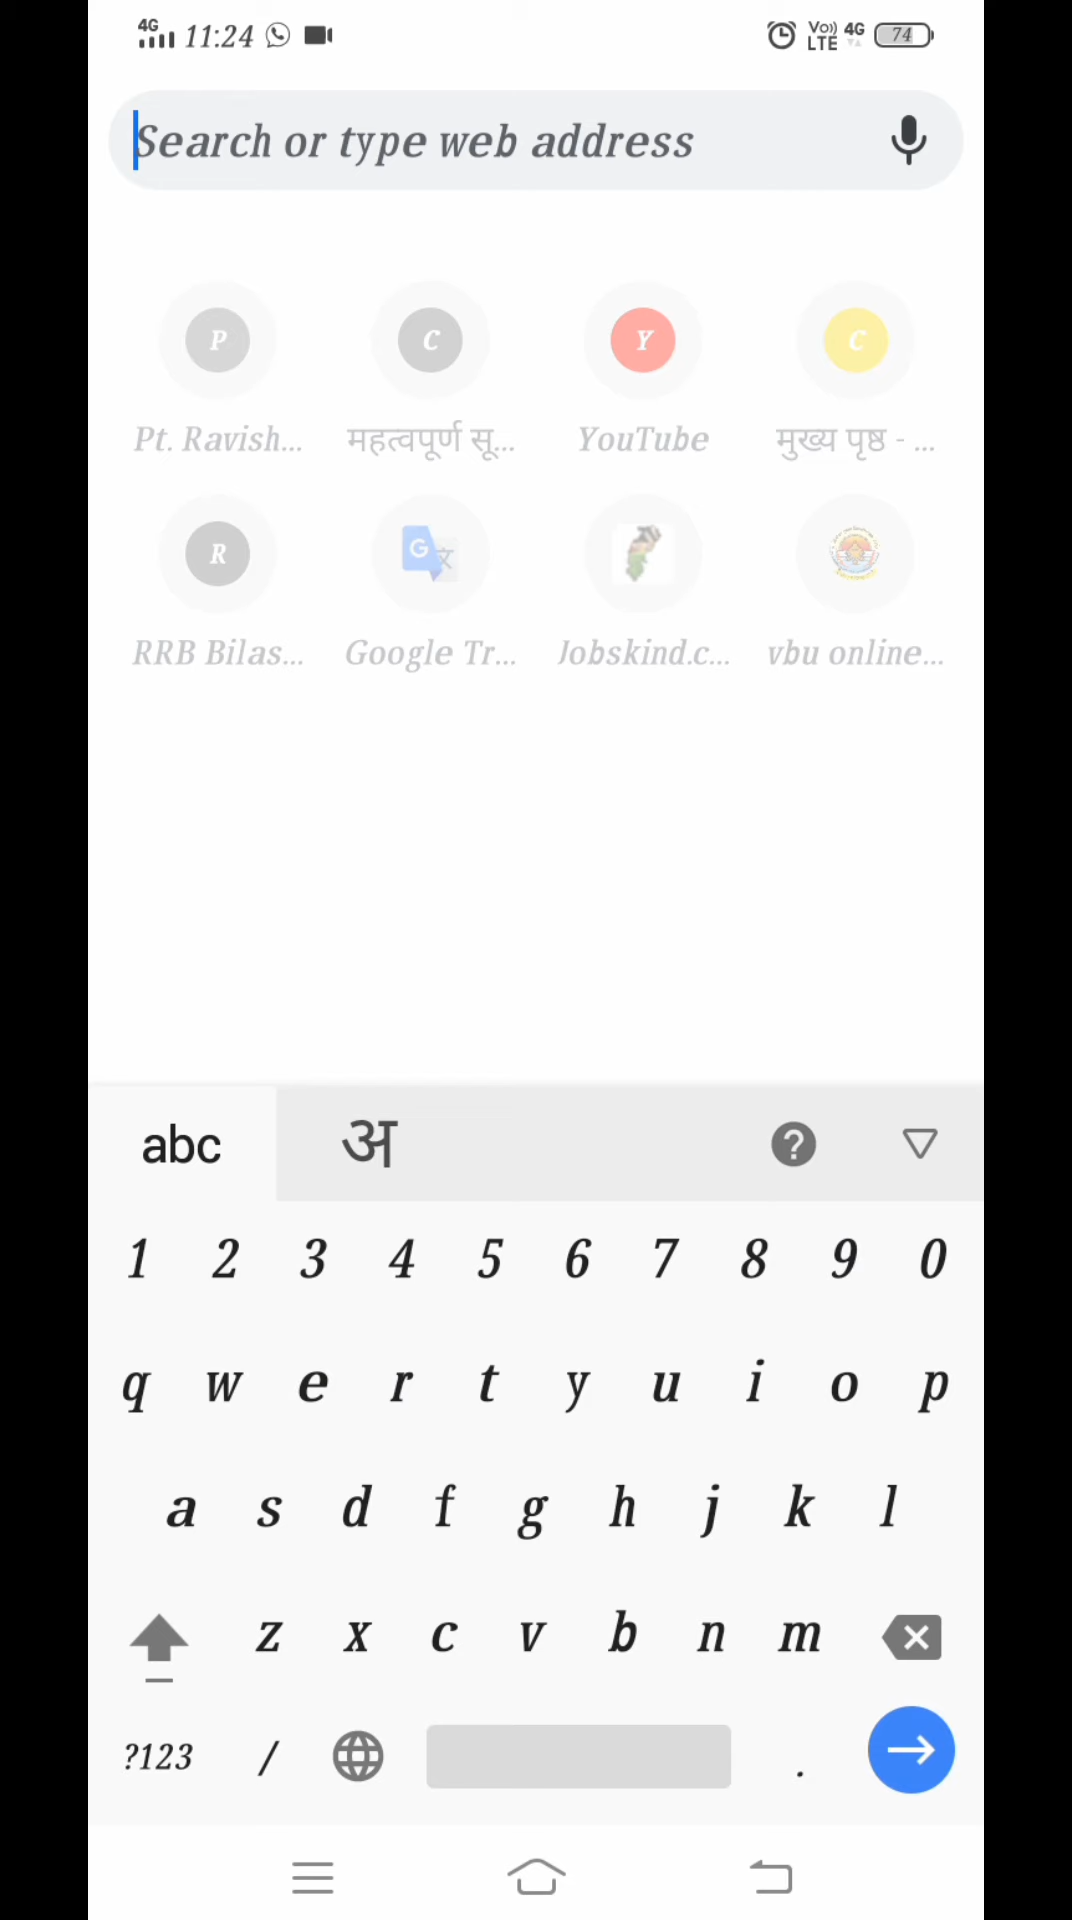 4G 11:24 Vo)) LTE 4G 74
Search or type web address
P C Y C
Pt. Ravish... महत्वपूर्ण सू... YouTube मुख्य पृष्ठ - ...
R G 文
RRB Bilas... Google Tr... Jobskind.c... vbu online...
abc अ ?
1 2 3 4 5 6 7 8 9 0
q w e r t y u i o p
a s d f g h j k l
z x c v b n m
?123 / .